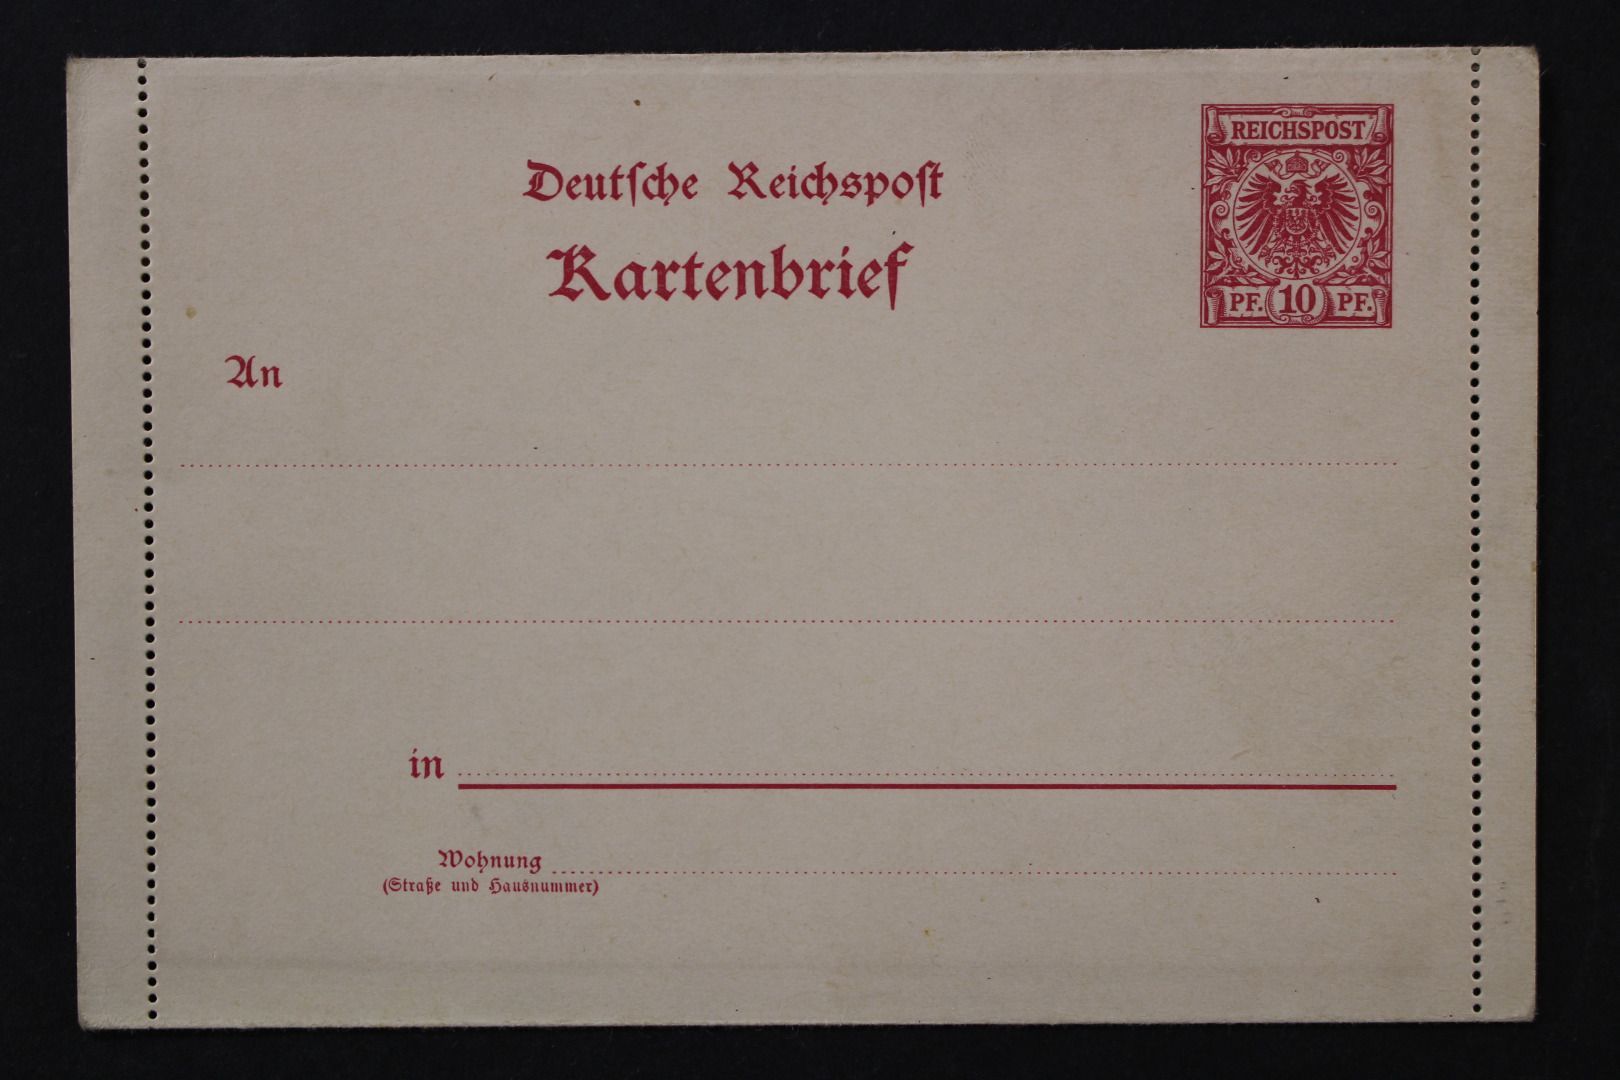 REICHSPOST
PF. 10 PF.
Deutſche Reichspoſt
Kartenbrief
An
in
Wohnung
(Straße und Hausnummer)